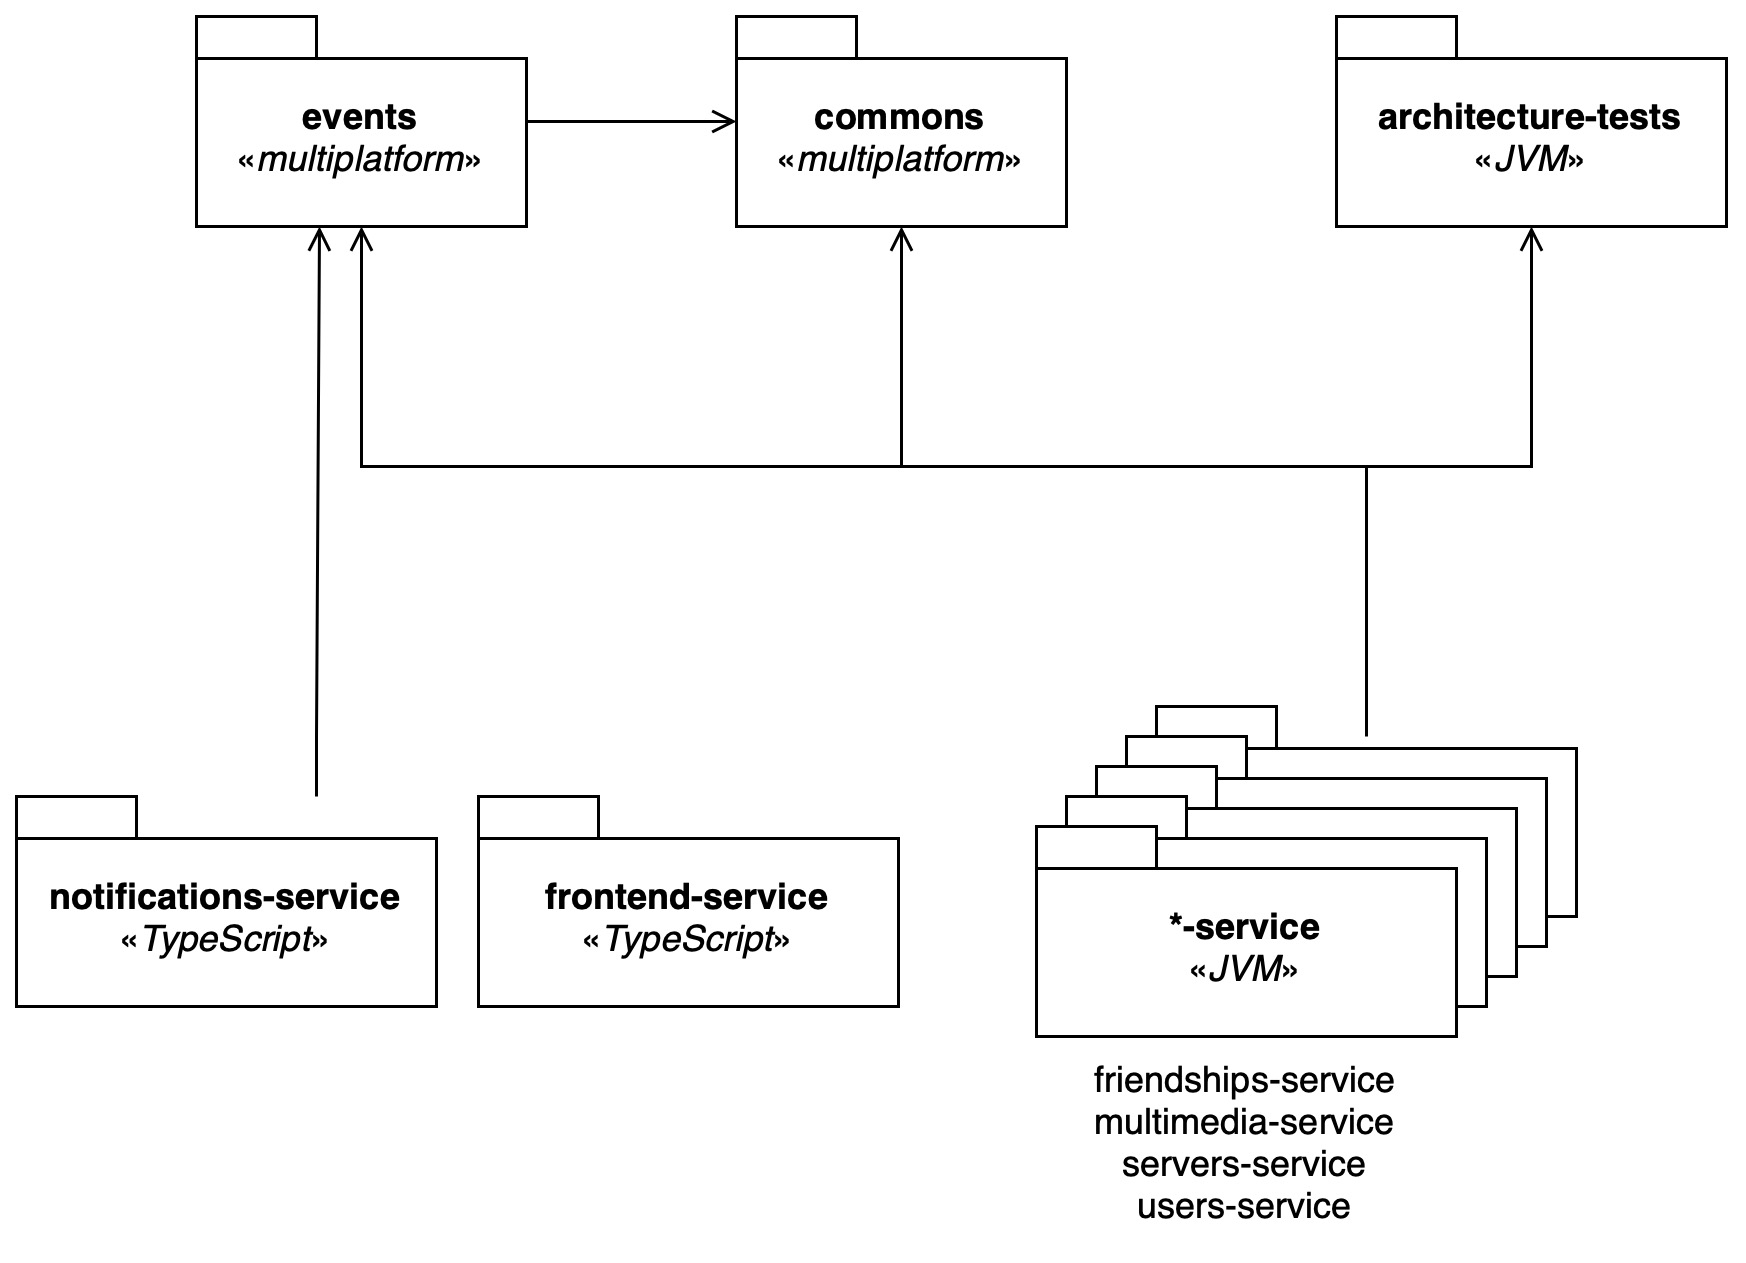 events
«multiplatform»
commons
«multiplatform»
architecture-tests
«JVM»
notifications-service
«TypeScript»
frontend-service
«TypeScript»
*-service
«JVM»
friendships-service
multimedia-service
servers-service
users-service